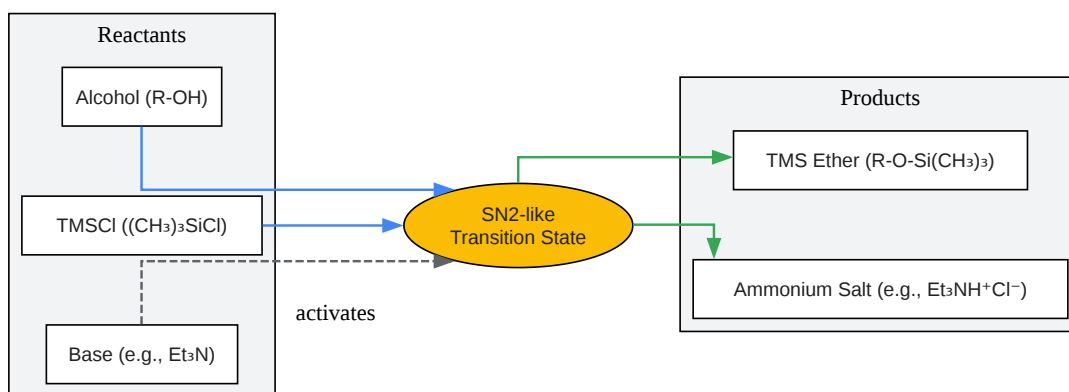 Reactants
Alcohol (R-OH)
TMSCl ((CH₃)₃SiCl)
Base (e.g., Et₃N)
activates
SN2-like
Transition State
Products
TMS Ether (R-O-Si(CH₃)₃)
Ammonium Salt (e.g., Et₃NH⁺Cl⁻)